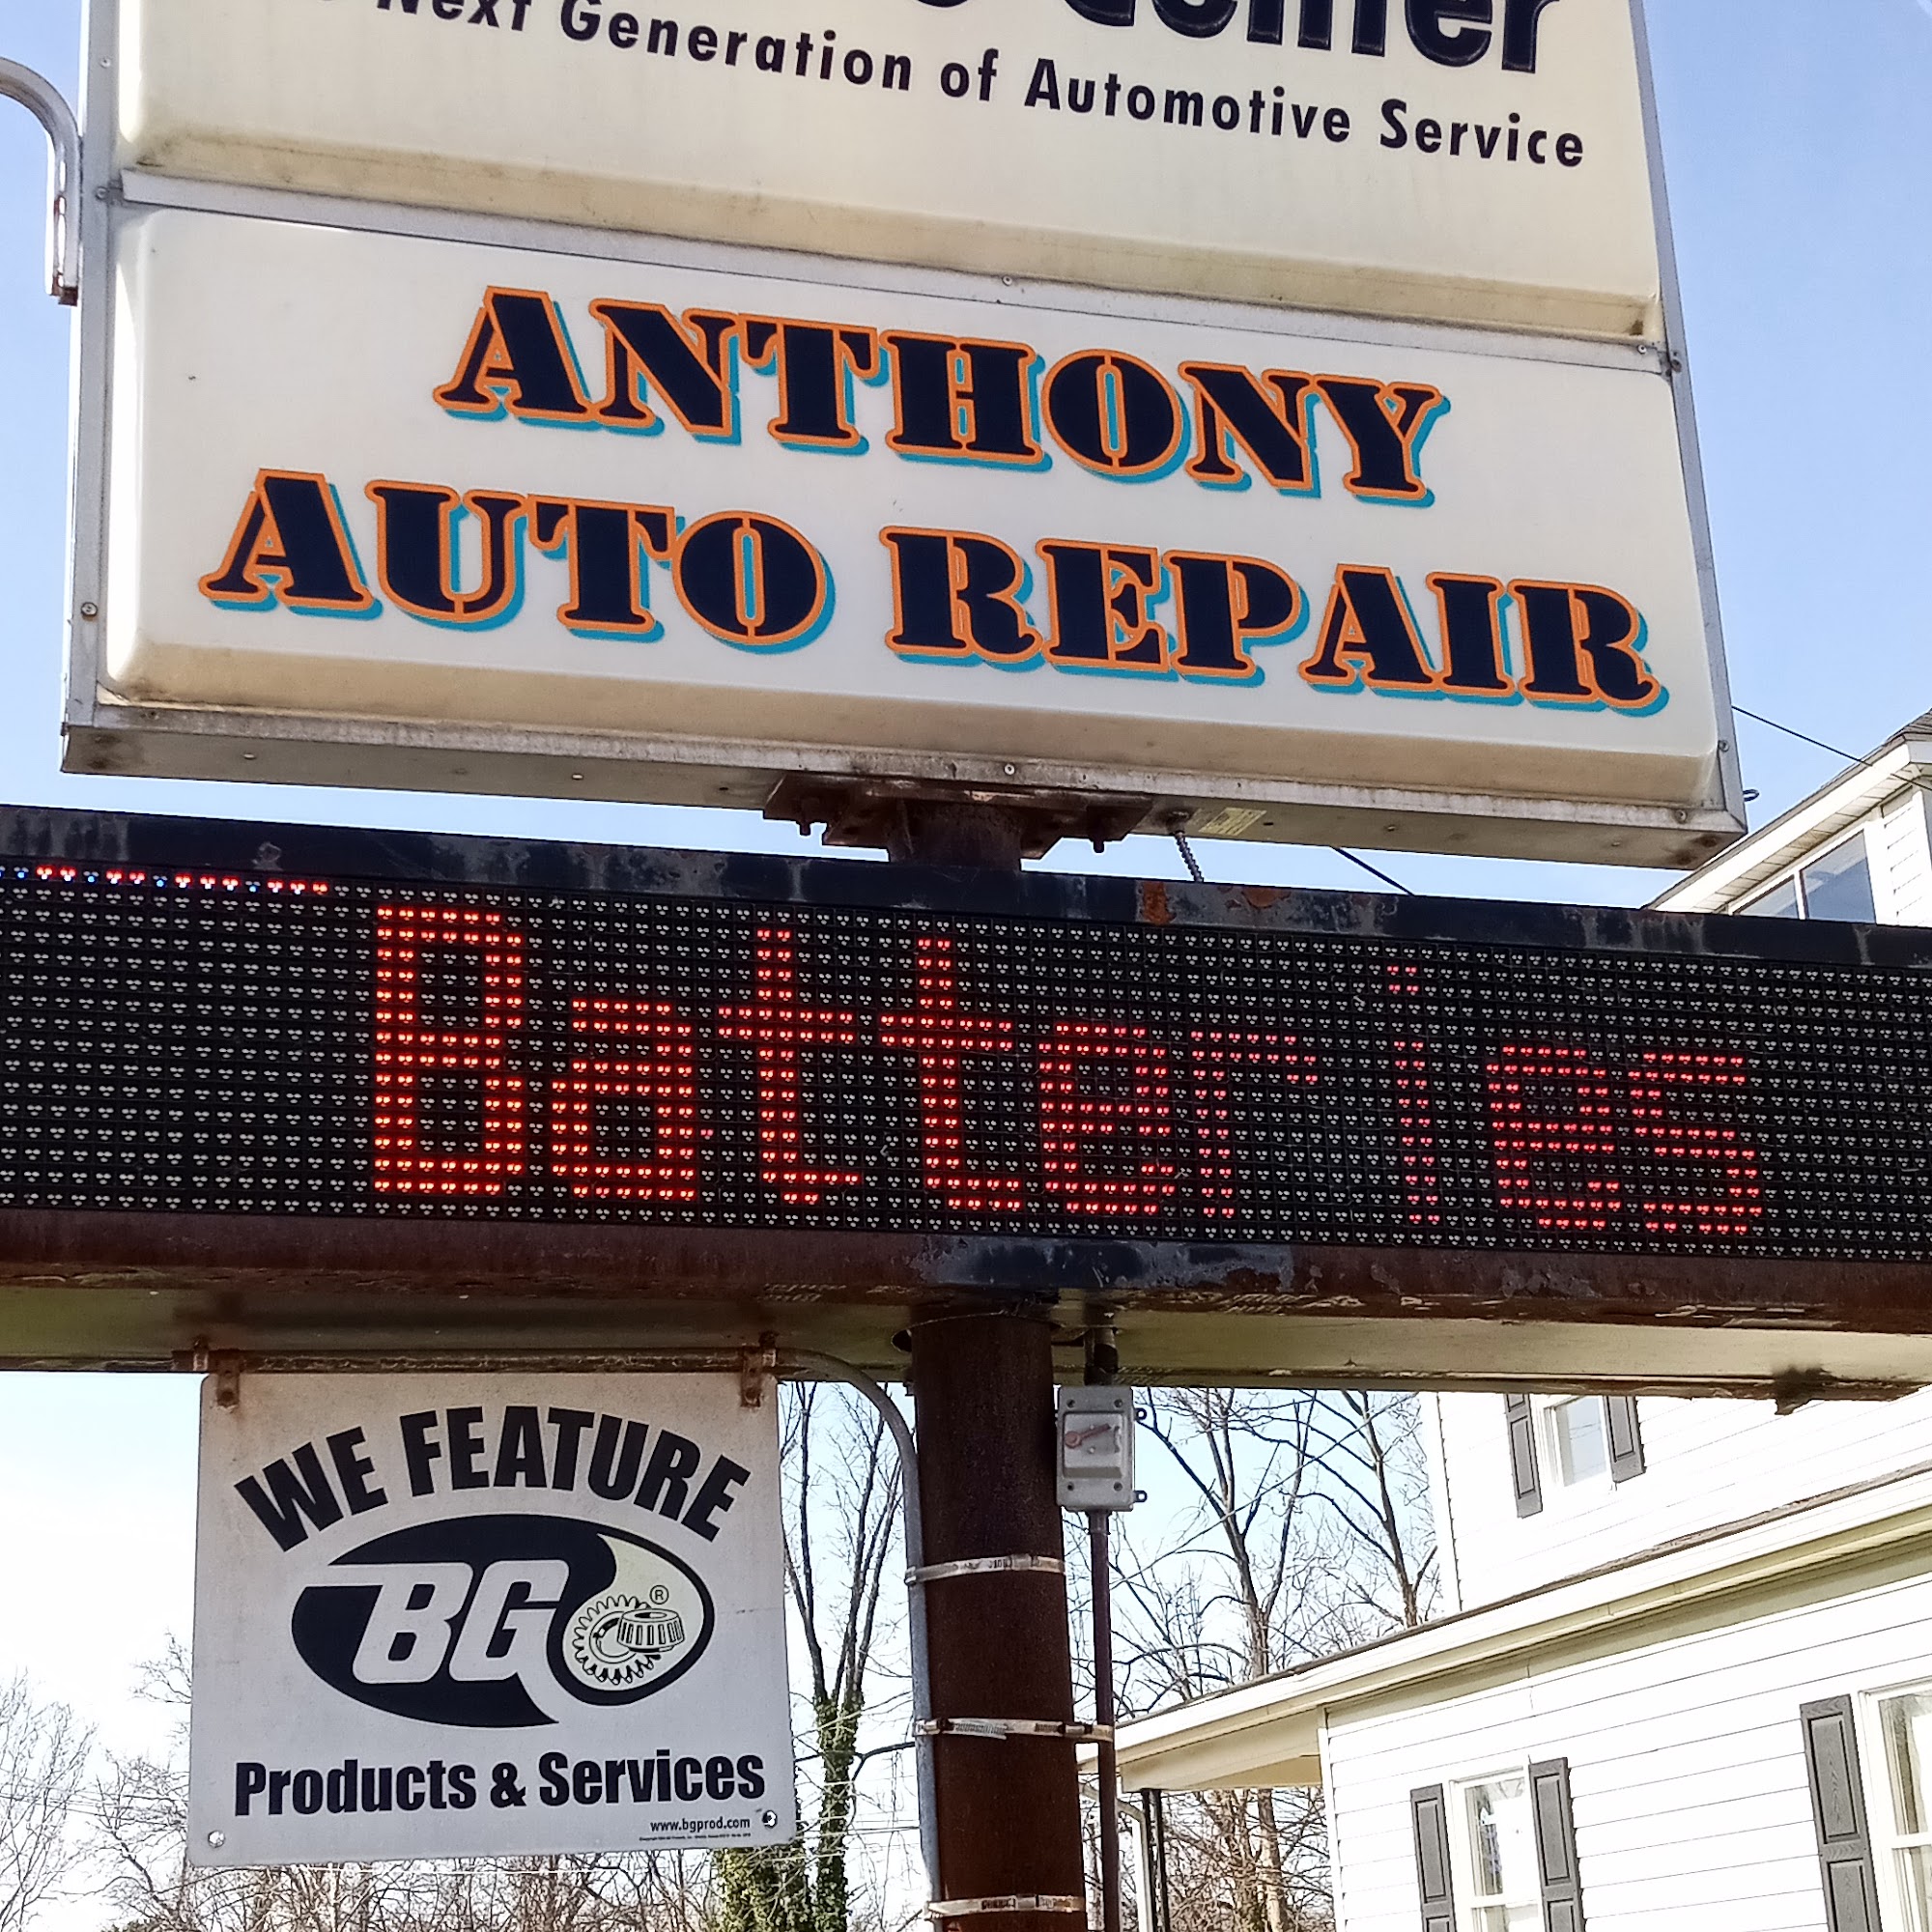 Next Generation of Automotive Service
ANTHONY
AUTO REPAIR
Batteries
WE FEATURE
BG
®
Products & Services
www.bgprod.com